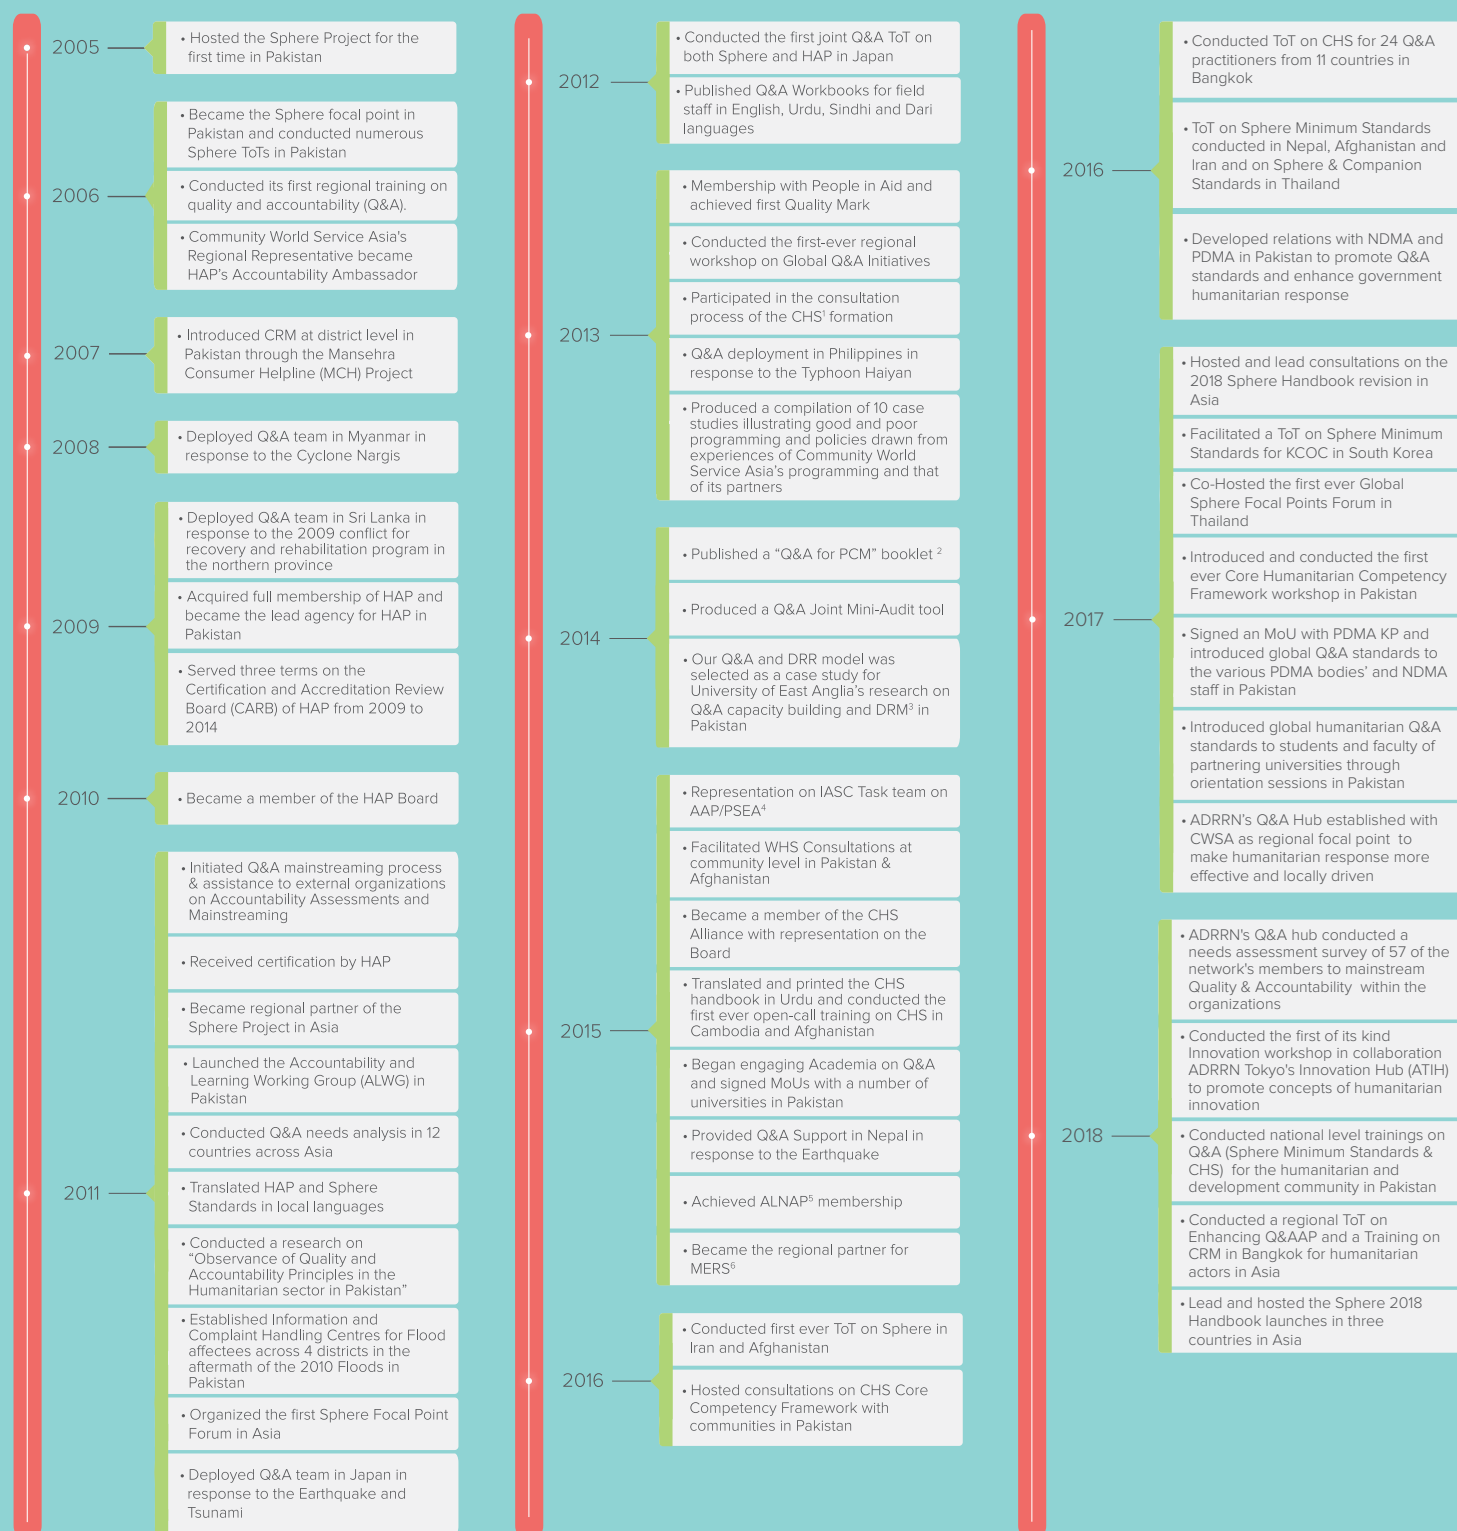 2005
• Hosted the Sphere Project for the
first time in Pakistan
2006
• Became the Sphere focal point in
Pakistan and conducted numerous
Sphere ToTs in Pakistan
• Conducted its first regional training on
quality and accountability (Q&A).
• Community World Service Asia's
Regional Representative became
HAP's Accountability Ambassador
2007
• Introduced CRM at district level in
Pakistan through the Mansehra
Consumer Helpline (MCH) Project
2008
• Deployed Q&A team in Myanmar in
response to the Cyclone Nargis
2009
• Deployed Q&A team in Sri Lanka in
response to the 2009 conflict for
recovery and rehabilitation program in
the northern province
• Acquired full membership of HAP and
became the lead agency for HAP in
Pakistan
• Served three terms on the
Certification and Accreditation Review
Board (CARB) of HAP from 2009 to
2014
2010
• Became a member of the HAP Board
2011
• Initiated Q&A mainstreaming process
& assistance to external organizations
on Accountability Assessments and
Mainstreaming
• Received certification by HAP
• Became regional partner of the
Sphere Project in Asia
• Launched the Accountability and
Learning Working Group (ALWG) in
Pakistan
• Conducted Q&A needs analysis in 12
countries across Asia
• Translated HAP and Sphere
Standards in local languages
• Conducted a research on
“Observance of Quality and
Accountability Principles in the
Humanitarian sector in Pakistan”
• Established Information and
Complaint Handling Centres for Flood
affectees across 4 districts in the
aftermath of the 2010 Floods in
Pakistan
• Organized the first Sphere Focal Point
Forum in Asia
• Deployed Q&A team in Japan in
response to the Earthquake and
Tsunami
2012
• Conducted the first joint Q&A ToT on
both Sphere and HAP in Japan
• Published Q&A Workbooks for field
staff in English, Urdu, Sindhi and Dari
languages
2013
• Membership with People in Aid and
achieved first Quality Mark
• Conducted the first-ever regional
workshop on Global Q&A Initiatives
• Participated in the consultation
process of the CHS¹ formation
• Q&A deployment in Philippines in
response to the Typhoon Haiyan
• Produced a compilation of 10 case
studies illustrating good and poor
programming and policies drawn from
experiences of Community World
Service Asia's programming and that
of its partners
2014
• Published a “Q&A for PCM” booklet ²
• Produced a Q&A Joint Mini-Audit tool
• Our Q&A and DRR model was
selected as a case study for
University of East Anglia's research on
Q&A capacity building and DRM³ in
Pakistan
2015
• Representation on IASC Task team on
AAP/PSEA⁴
• Facilitated WHS Consultations at
community level in Pakistan &
Afghanistan
• Became a member of the CHS
Alliance with representation on the
Board
• Translated and printed the CHS
handbook in Urdu and conducted the
first ever open-call training on CHS in
Cambodia and Afghanistan
• Began engaging Academia on Q&A
and signed MoUs with a number of
universities in Pakistan
• Provided Q&A Support in Nepal in
response to the Earthquake
• Achieved ALNAP⁵ membership
• Became the regional partner for
MERS⁶
2016
• Conducted first ever ToT on Sphere in
Iran and Afghanistan
• Hosted consultations on CHS Core
Competency Framework with
communities in Pakistan
2016
• Conducted ToT on CHS for 24 Q&A
practitioners from 11 countries in
Bangkok
• ToT on Sphere Minimum Standards
conducted in Nepal, Afghanistan and
Iran and on Sphere & Companion
Standards in Thailand
• Developed relations with NDMA and
PDMA in Pakistan to promote Q&A
standards and enhance government
humanitarian response
2017
• Hosted and lead consultations on the
2018 Sphere Handbook revision in
Asia
• Facilitated a ToT on Sphere Minimum
Standards for KCOC in South Korea
• Co-Hosted the first ever Global
Sphere Focal Points Forum in
Thailand
• Introduced and conducted the first
ever Core Humanitarian Competency
Framework workshop in Pakistan
• Signed an MoU with PDMA KP and
introduced global Q&A standards to
the various PDMA bodies' and NDMA
staff in Pakistan
• Introduced global humanitarian Q&A
standards to students and faculty of
partnering universities through
orientation sessions in Pakistan
• ADRRN's Q&A Hub established with
CWSA as regional focal point to
make humanitarian response more
effective and locally driven
2018
• ADRRN's Q&A hub conducted a
needs assessment survey of 57 of the
network's members to mainstream
Quality & Accountability within the
organizations
• Conducted the first of its kind
Innovation workshop in collaboration
ADRRN Tokyo's Innovation Hub (ATIH)
to promote concepts of humanitarian
innovation
• Conducted national level trainings on
Q&A (Sphere Minimum Standards &
CHS) for the humanitarian and
development community in Pakistan
• Conducted a regional ToT on
Enhancing Q&AAP and a Training on
CRM in Bangkok for humanitarian
actors in Asia
• Lead and hosted the Sphere 2018
Handbook launches in three
countries in Asia